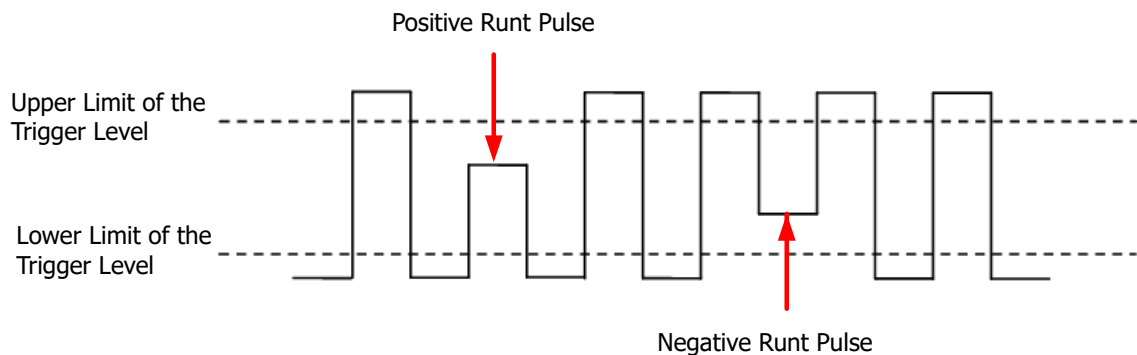 Positive Runt Pulse
Upper Limit of the
Trigger Level
Lower Limit of the
Trigger Level
Negative Runt Pulse